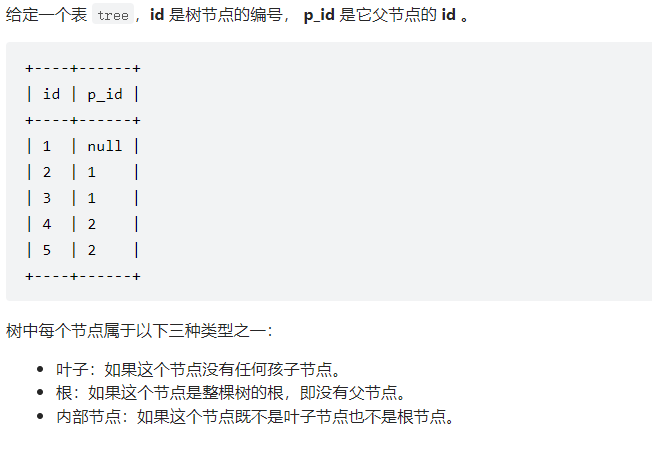 给定一个表 tree，id 是树节点的编号， p_id 是它父节点的 id 。
+----+------+
| id | p_id |
+----+------+
| 1  | null |
| 2  | 1    |
| 3  | 1    |
| 4  | 2    |
| 5  | 2    |
+----+------+
树中每个节点属于以下三种类型之一：
• 叶子：如果这个节点没有任何孩子节点。
• 根：如果这个节点是整棵树的根，即没有父节点。
• 内部节点：如果这个节点既不是叶子节点也不是根节点。